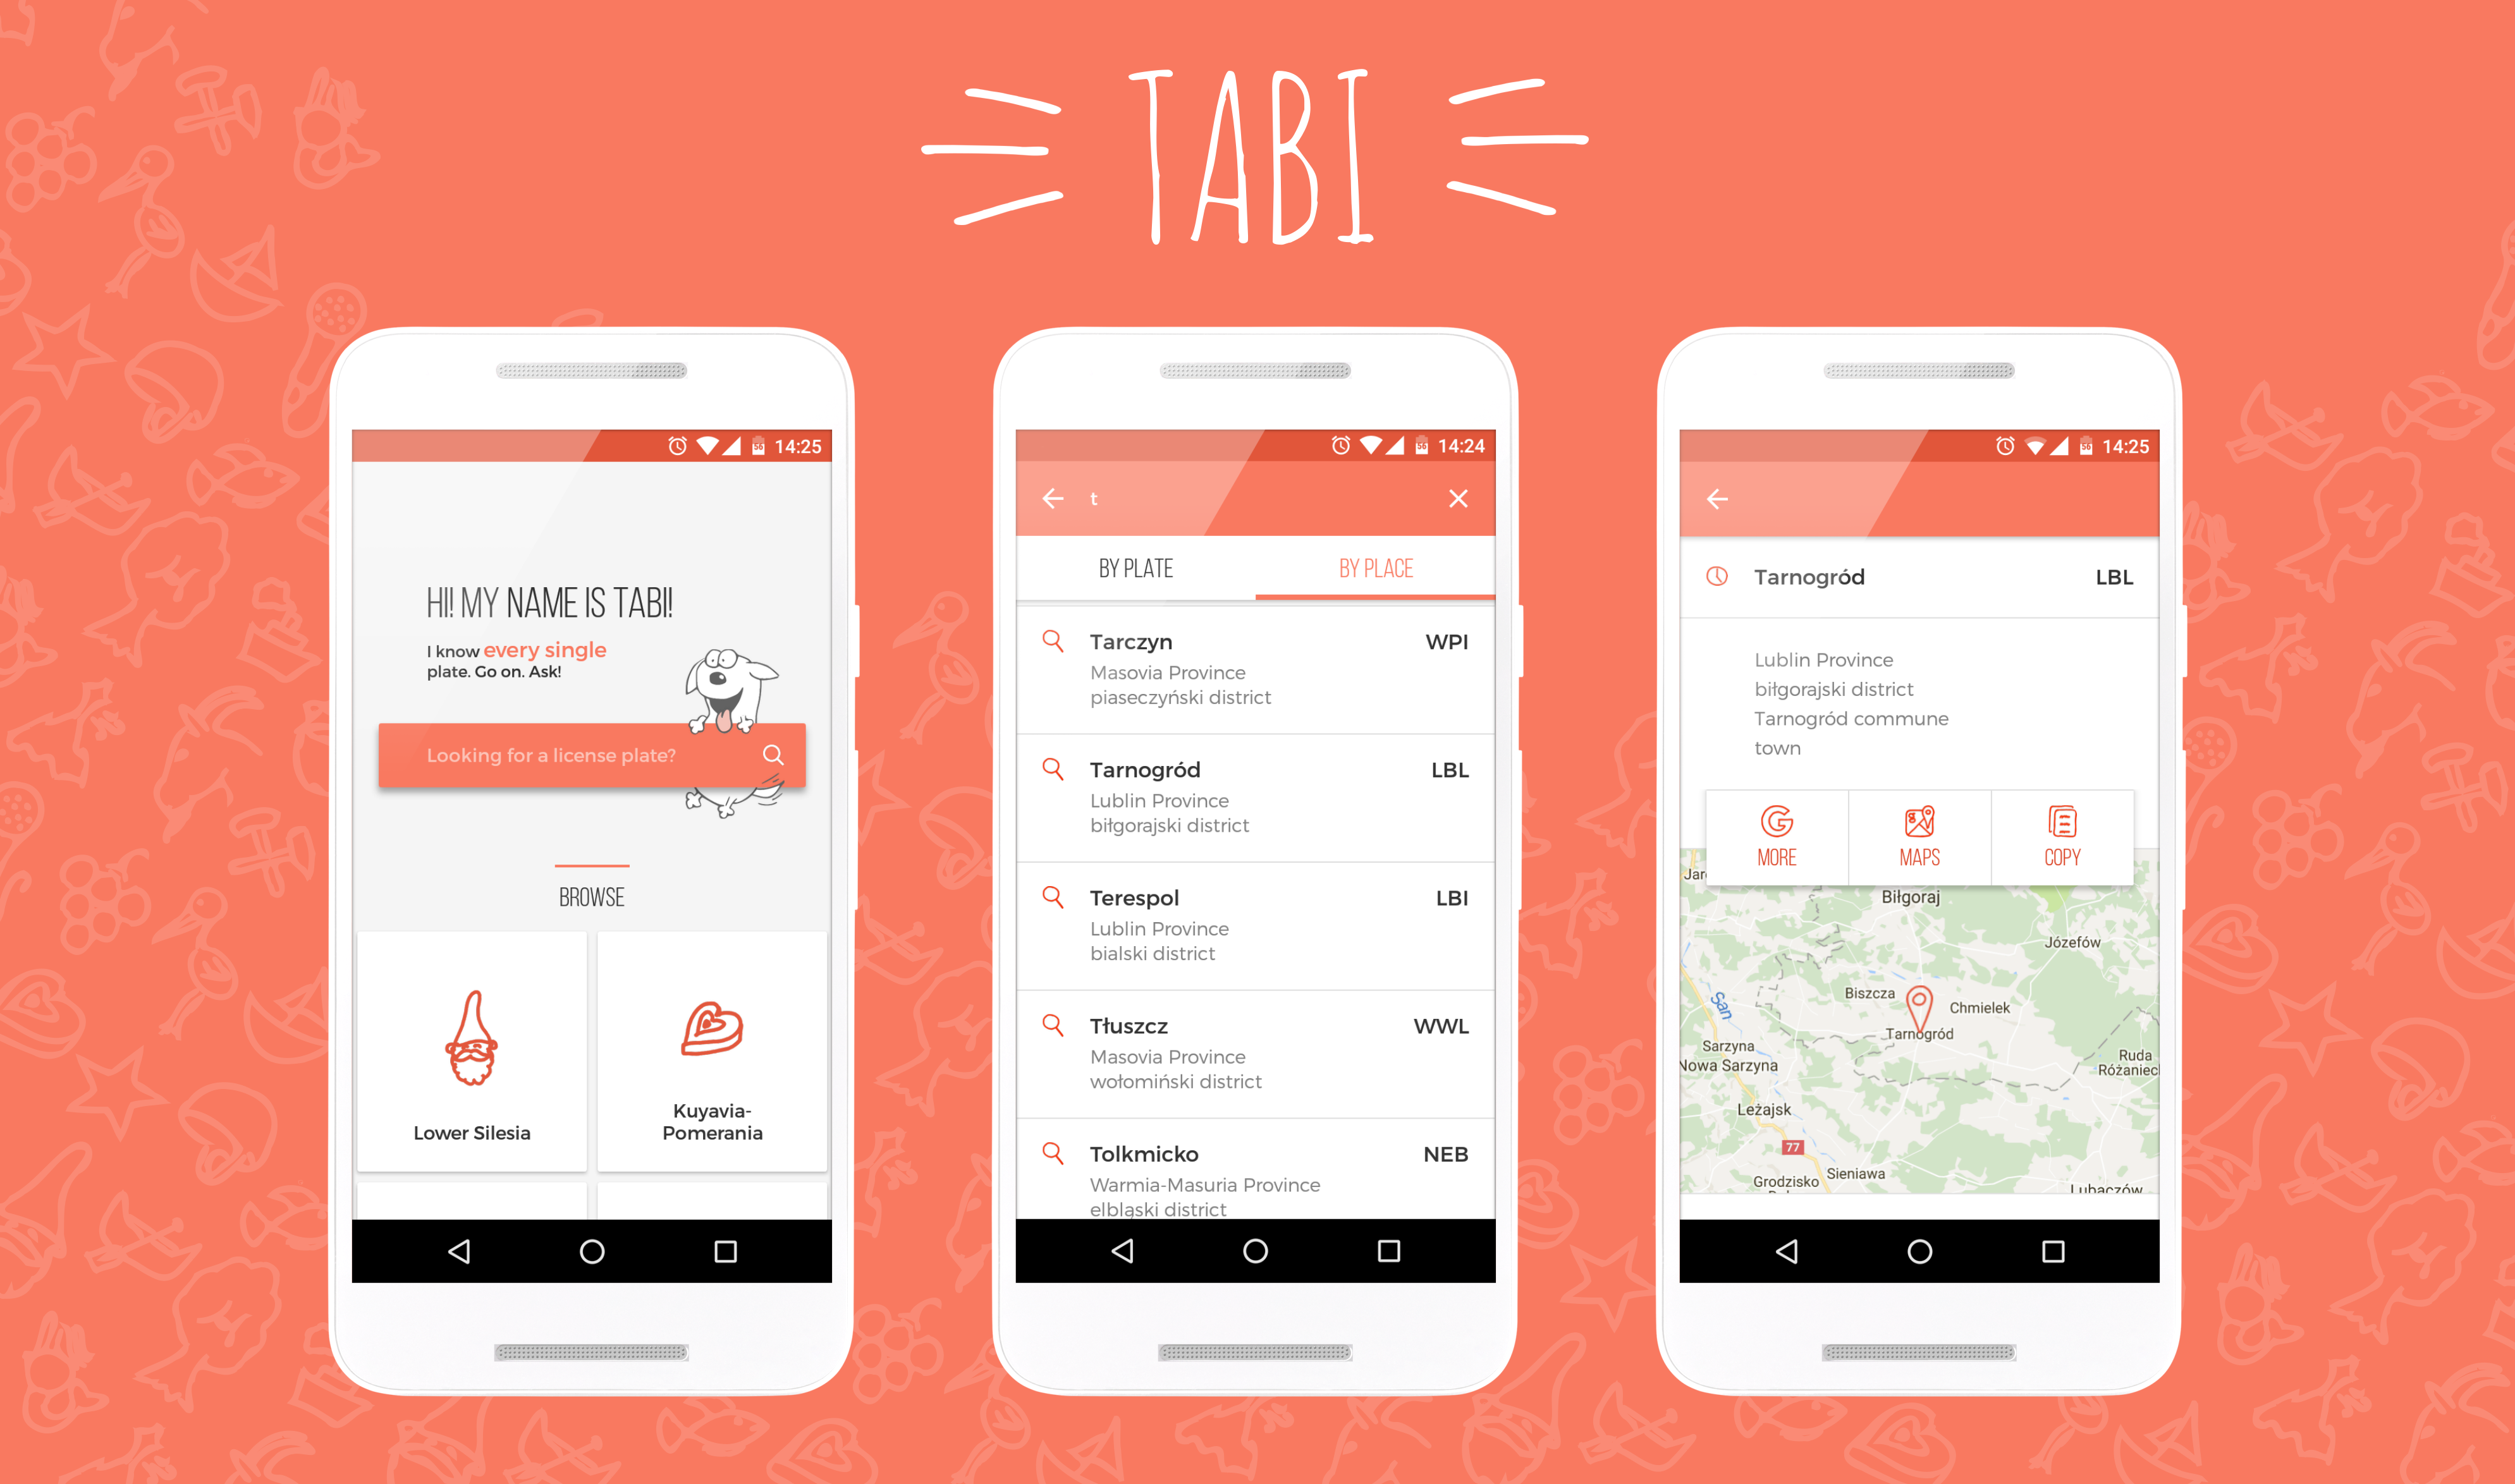 TABI
14:25
HI! MY NAME IS TABI!
I know every single
plate. Go on. Ask!
Looking for a license plate?
BROWSE
Lower Silesia
Kuyavia-
Pomerania
56
14:24
t
BY PLATE
BY PLACE
Tarczyn
WPI
Masovia Province
piaseczyński district
Tarnogród
LBL
Lublin Province
biłgorajski district
Terespol
LBI
Lublin Province
bialski district
Tłuszcz
WWL
Masovia Province
wołomiński district
Tolkmicko
NEB
Warmia-Masuria Province
elbląski district
56
14:25
Tarnogród
LBL
Lublin Province
biłgorajski district
Tarnogród commune
town
MORE
MAPS
COPY
Biłgoraj
Józefów
Biszcza
Chmielek
San
Tarnogród
Sarzyna
Nowa Sarzyna
Ruda
Różaniec
Leżajsk
77
Sieniawa
Grodzisko
Lubaczów